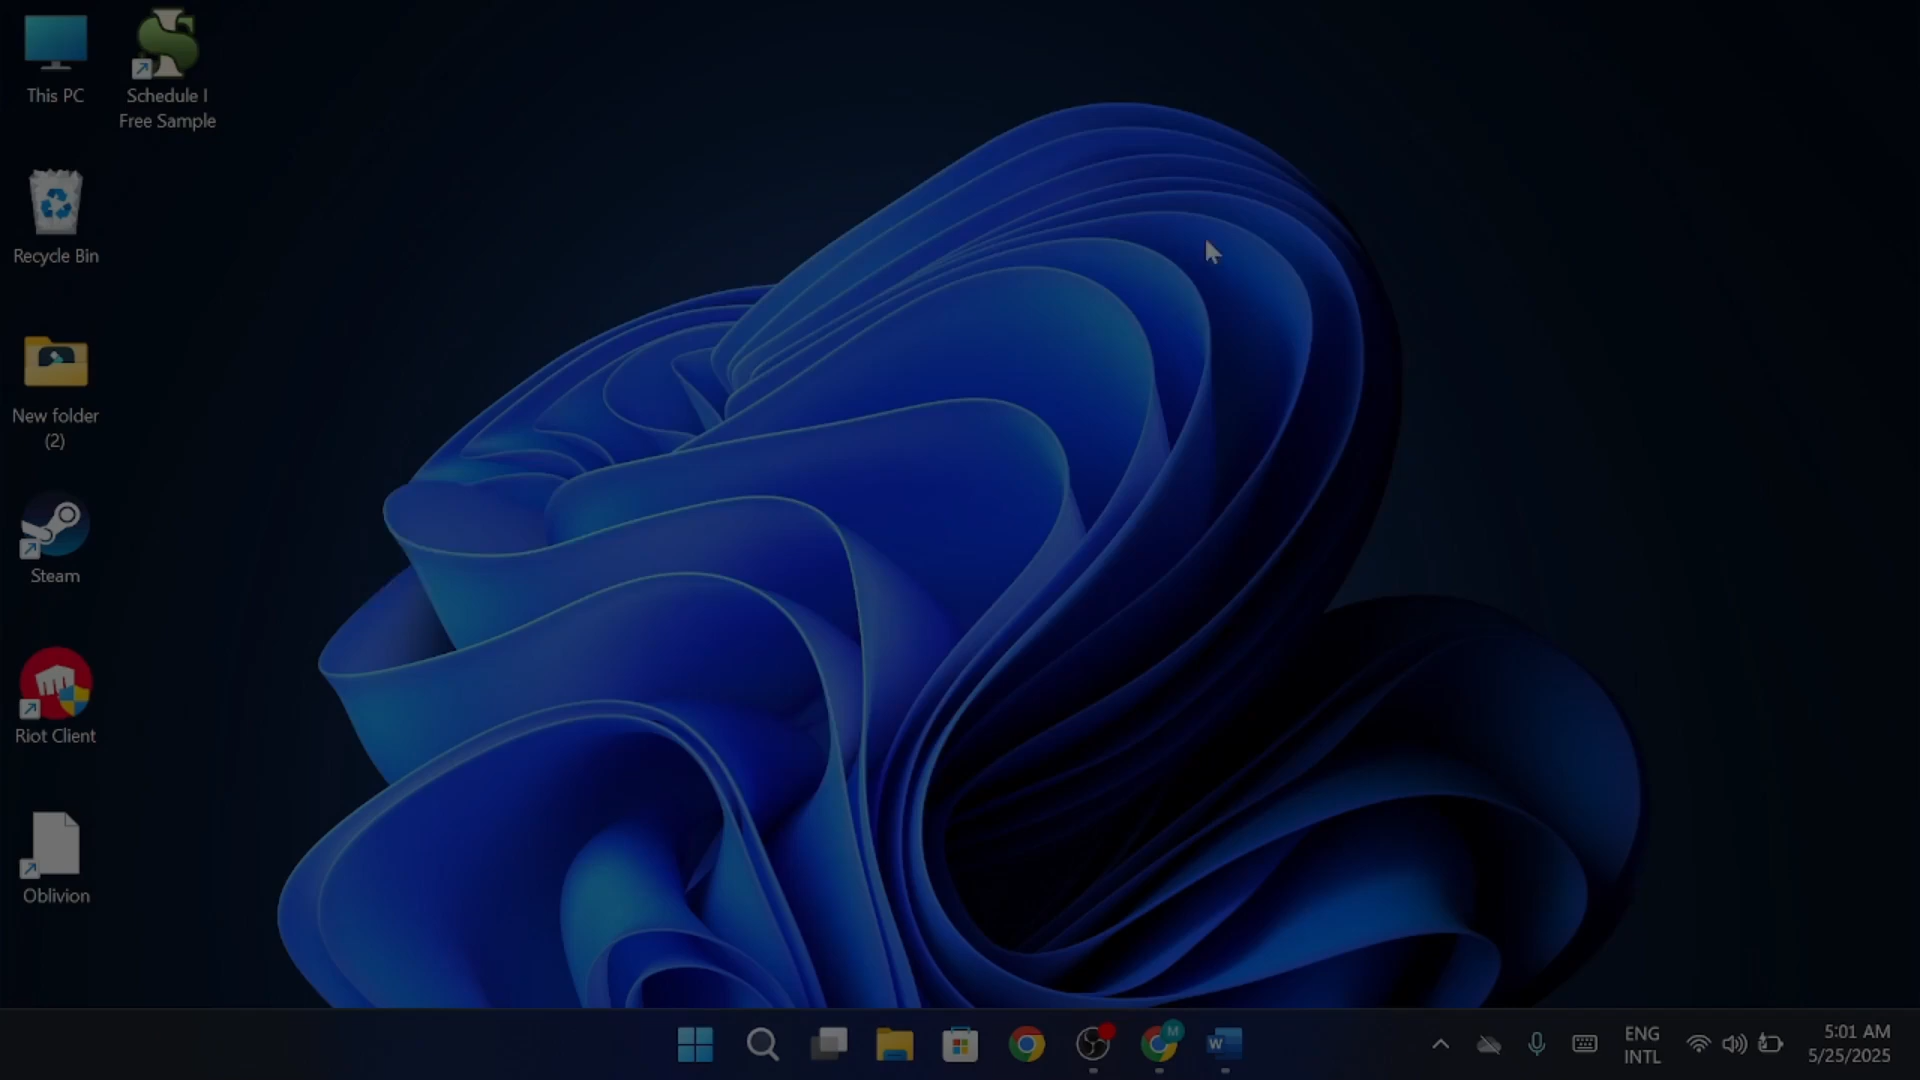 This PC
Schedule I
Free Sample
Recycle Bin
New folder
(2)
Steam
Riot Client
Oblivion
M
W
ENG
INTL
5:01 AM
5/25/2025